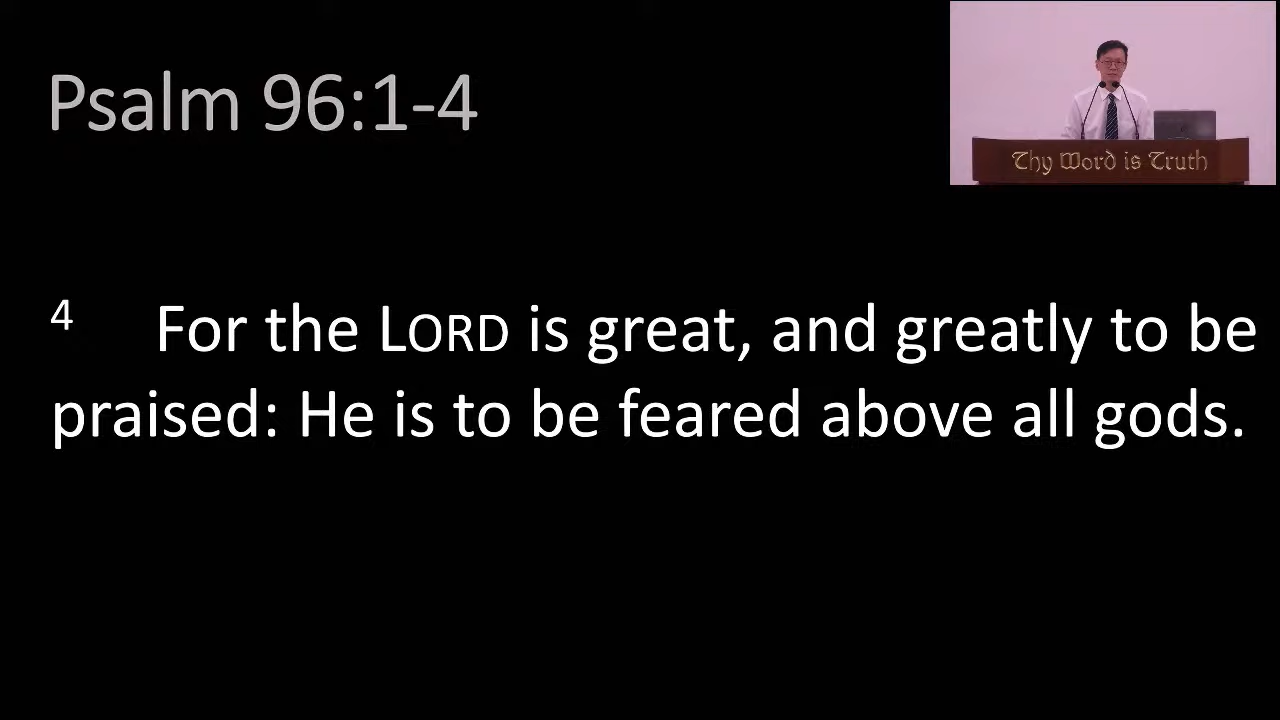 Psalm 96:1-4
Thy Word is Truth
4 For the LORD is great, and greatly to be
praised: He is to be feared above all gods.